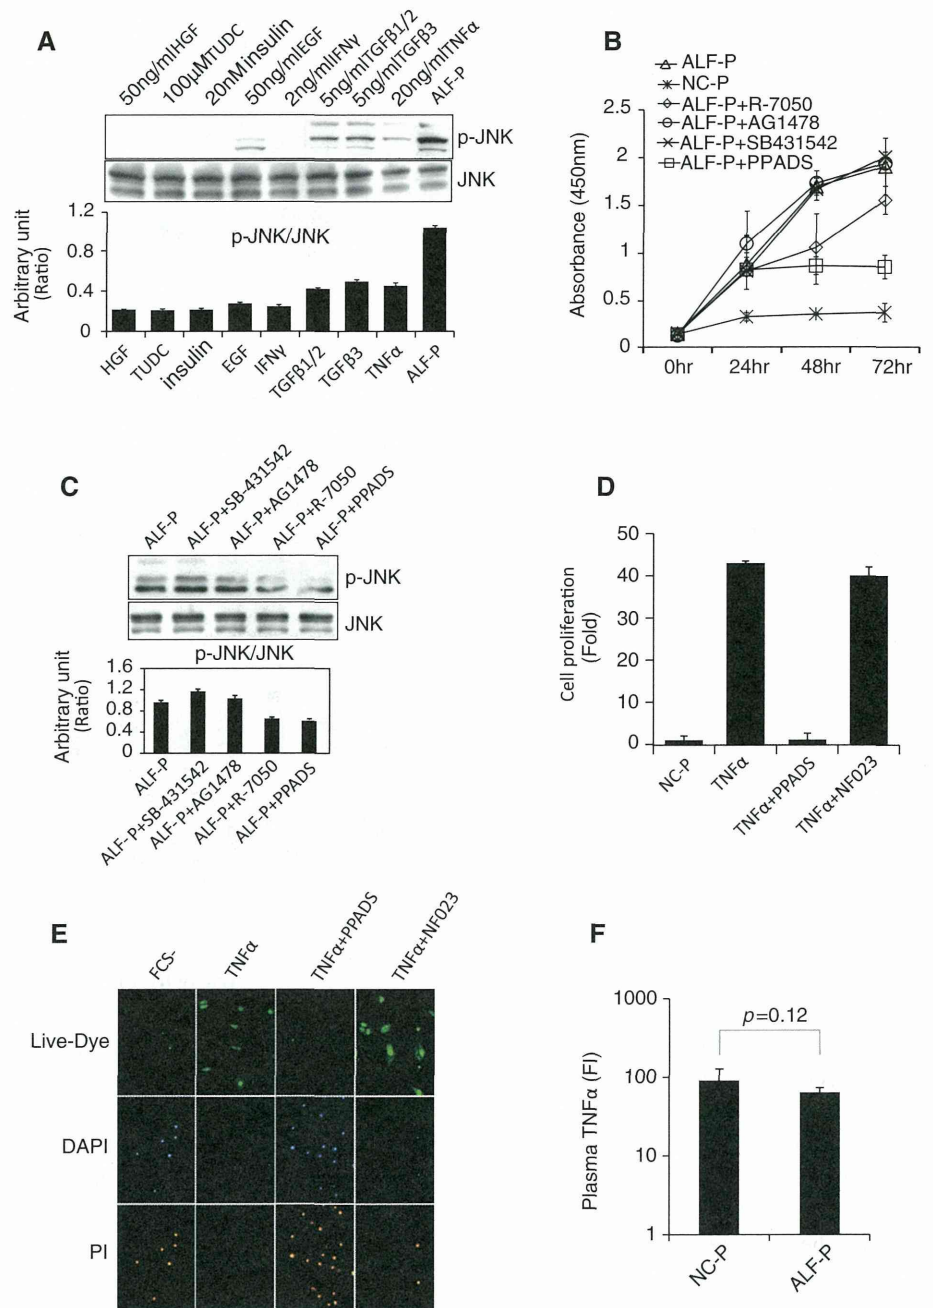 A
50ng/mlHGF
100μMTUDC
20nMinsulin
50ng/mlEGF
2ng/mlIFNγ
5ng/mlTGFβ1/2
5ng/mlTGFβ3
20ng/mlTNFα
ALF-P
p-JNK
JNK
1.2
0.8
0.4
0
Arbitrary unit
(Ratio)
p-JNK/JNK
HGF
TUDC
insulin
EGF
IFNγ
TGFβ1/2
TGFβ3
TNFα
ALF-P
B
ALF-P
NC-P
ALF-P+R-7050
ALF-P+AG1478
ALF-P+SB431542
ALF-P+PPADS
2.5
2
1.5
1
0.5
0
Absorbance (450nm)
0hr
24hr
48hr
72hr
C
ALF-P
ALF-P+SB-431542
ALF-P+AG1478
ALF-P+R-7050
ALF-P+PPADS
p-JNK
JNK
p-JNK/JNK
1.6
1.2
0.8
0.4
0
Arbitrary unit
(Ratio)
ALF-P
ALF-P+SB-431542
ALF-P+AG1478
ALF-P+R-7050
ALF-P+PPADS
D
50
40
30
20
10
0
Cell proliferation
(Fold)
NC-P
TNFα
TNFα+PPADS
TNFα+NF023
E
FCS-
TNFα
TNFα+PPADS
TNFα+NF023
Live-Dye
DAPI
PI
F
1000
100
10
1
Plasma TNFα (FI)
p=0.12
NC-P
ALF-P